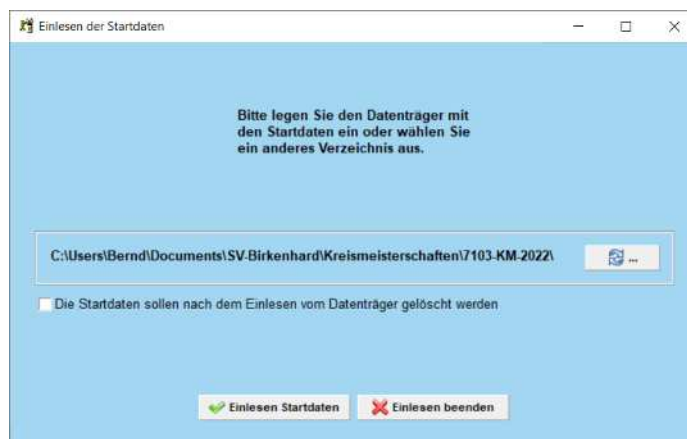 Einlesen der Startdaten
Bitte legen Sie den Datenträger mit
den Startdaten ein oder wählen Sie
ein anderes Verzeichnis aus.
C:\Users\Bernd\Documents\SV-Birkenhard\Kreismeisterschaften\7103-KM-2022\
...
Die Startdaten sollen nach dem Einlesen vom Datenträger gelöscht werden
Einlesen Startdaten
Einlesen beenden